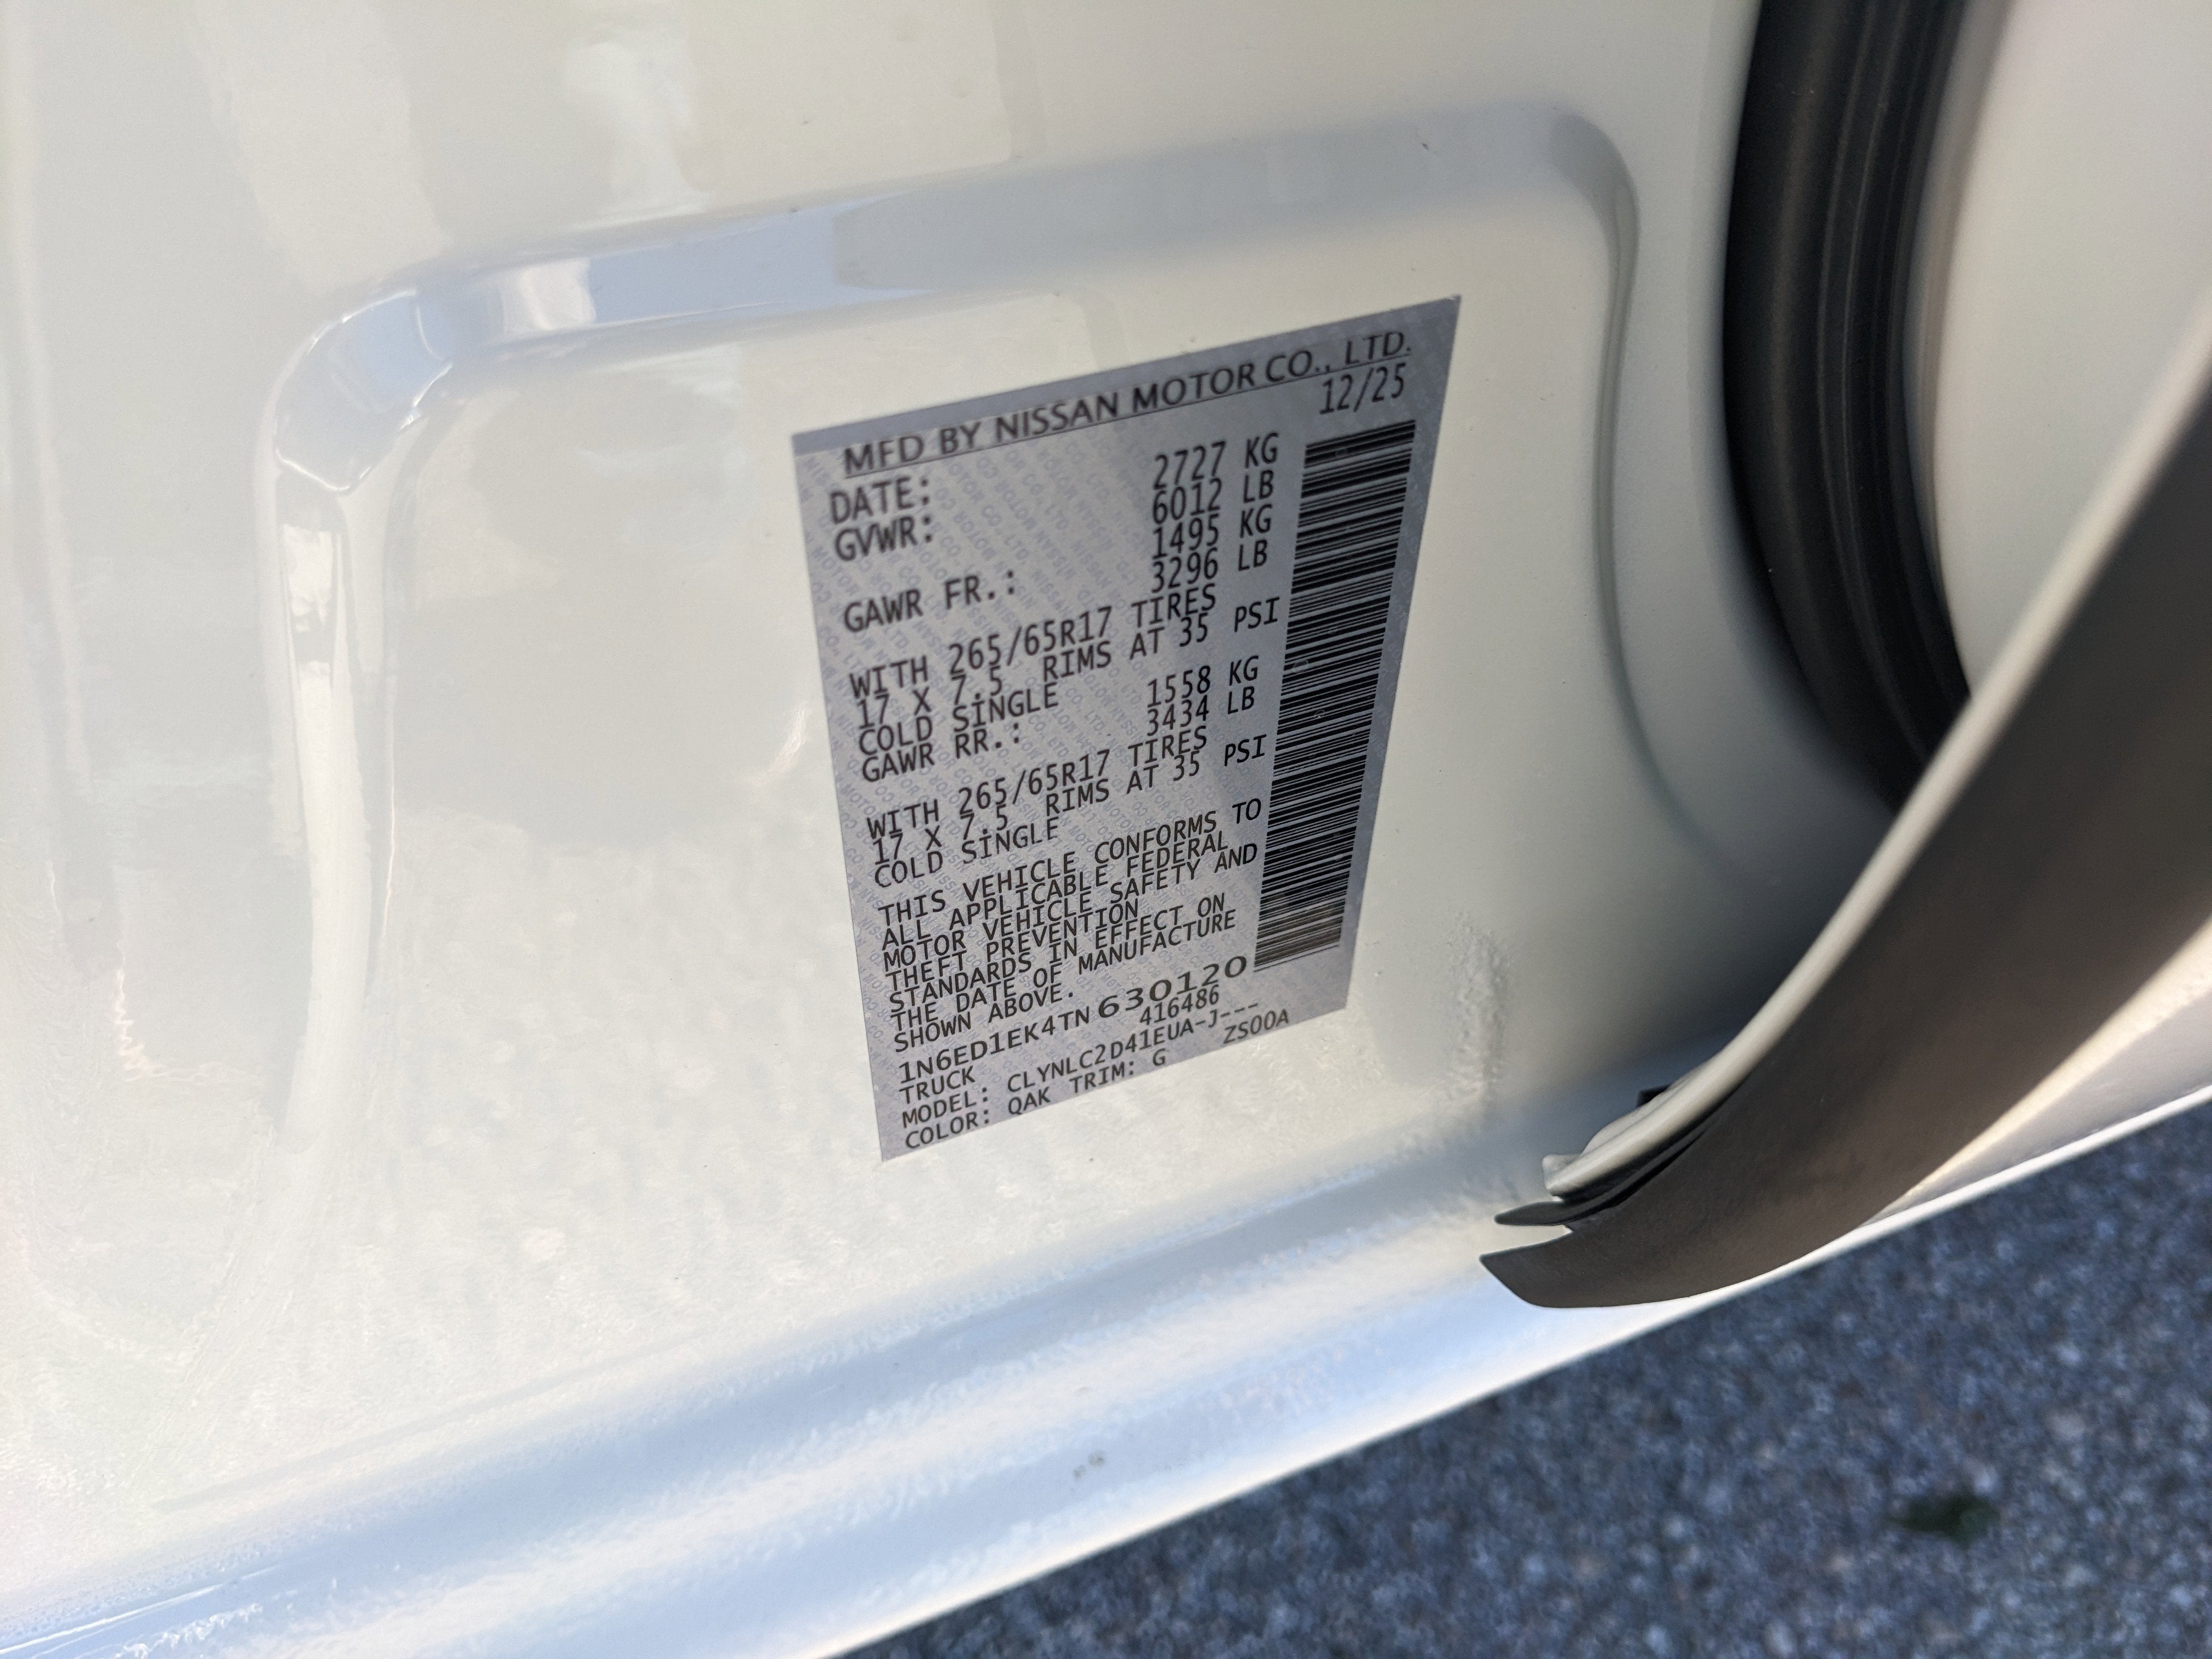 MFD BY NISSAN MOTOR CO., LTD.
DATE: 12/25
GVWR: 2727 KG
6012 LB
GAWR FR.: 1495 KG
3296 LB
WITH 265/65R17 TIRES
17 X 7.5 RIMS AT 35 PSI
COLD SINGLE
GAWR RR.: 1558 KG
3434 LB
WITH 265/65R17 TIRES
17 X 7.5 RIMS AT 35 PSI
COLD SINGLE
THIS VEHICLE CONFORMS TO
ALL APPLICABLE FEDERAL
MOTOR VEHICLE SAFETY AND
THEFT PREVENTION
STANDARDS IN EFFECT ON
THE DATE OF MANUFACTURE
SHOWN ABOVE.
1N6ED1EK4TN630120
TRUCK 416486
MODEL: CLYNLC2D41EUA-J---
COLOR: QAK TRIM: G ZS00A